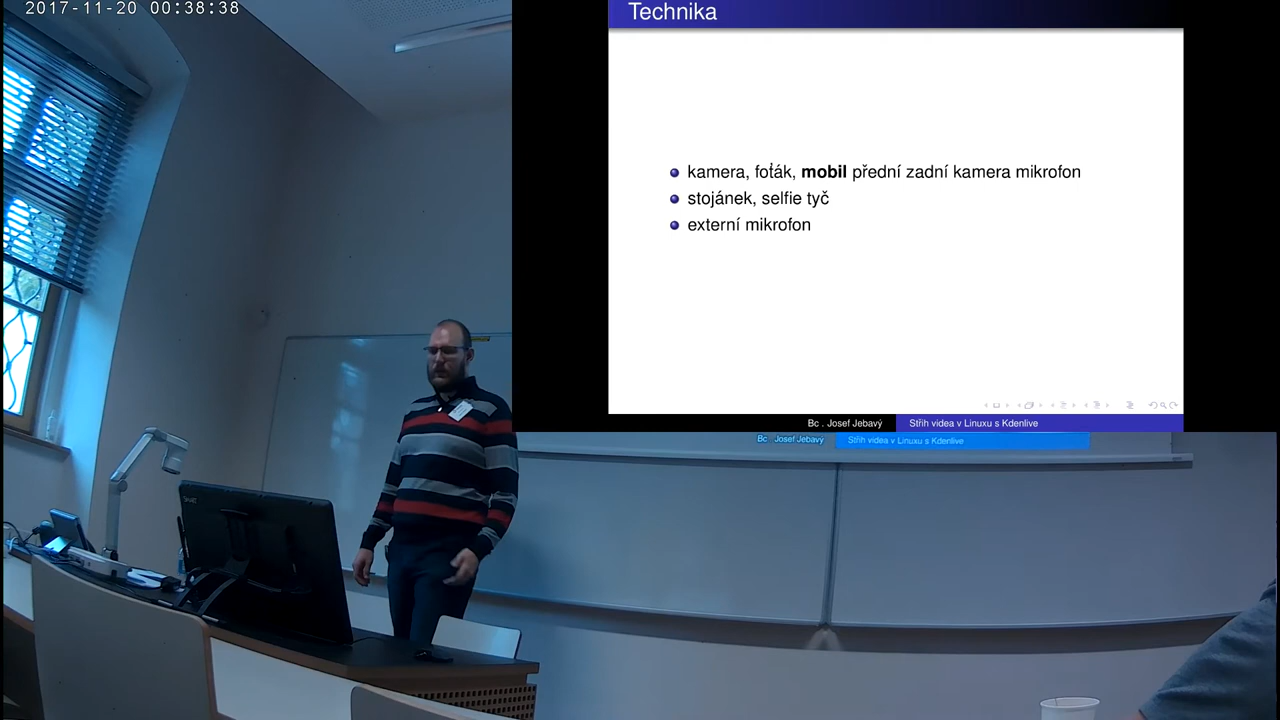 2017-11-20 00:38:38
Technika
kamera, foťák, mobil přední zadní kamera mikrofon
stojánek, selfie tyč
externí mikrofon
Bc . Josef Jebavý
Střih videa v Linuxu s Kdenlive
Bc Josef Jebavý
Střih videa v Linuxu s Kdenlive